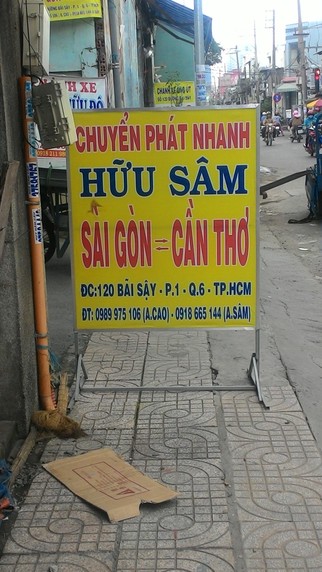 CHUYỂN PHÁT NHANH
HỮU SÂM
SAI GÒN ⇌ CẦN THƠ
ĐC:120 BÃI SẬY - P.1 - Q.6 - TP.HCM
ĐT: 0989 975 106 (A.CAO) - 0918 665 144 (A.SÂM)